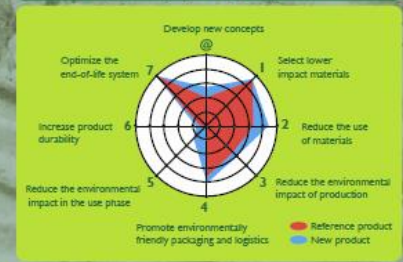 Develop new concepts
@
Optimize the
end-of-life system
7
1
Select lower
impact materials
Increase product
durability
6
2
Reduce the use
of materials
Reduce the environmental
impact in the use phase
5
3
Reduce the environmental
impact of production
4
Promote environmentally
friendly packaging and logistics
Reference product
New product